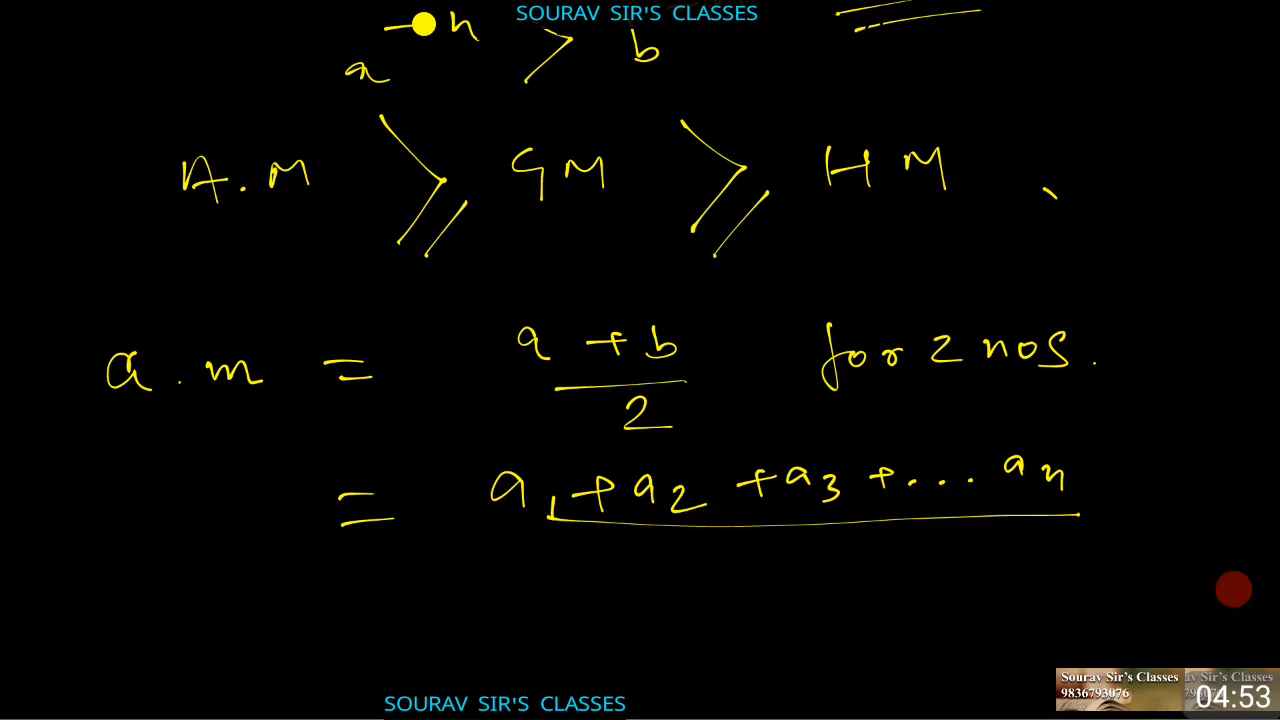 SOURAV SIR'S CLASSES
n
a > b
A.M ≥ GM ≥ HM
a.m = a + b / 2 for 2 nos.
= a1 + a2 + a3 + ... an
Sourav Sir's Classes
9836793076
04:53
SOURAV SIR'S CLASSES